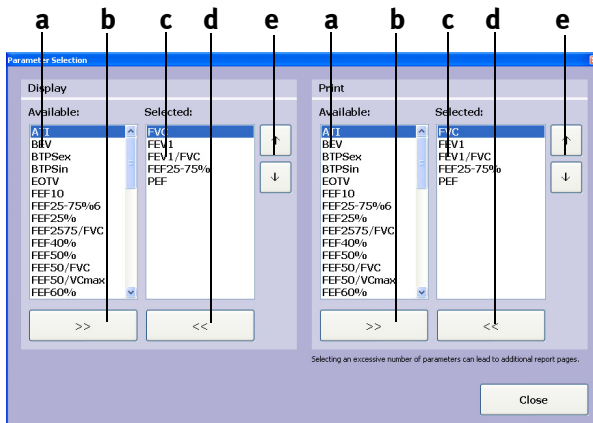 a b c d e a b c d e
Parameter Selection
Display
Available: Selected:
ATI
BEV
BTPSex
BTPSin
EOTV
FEF10
FEF25-75%6
FEF25%
FEF2575/FVC
FEF40%
FEF50%
FEF50/FVC
FEF50/VCmax
FEF60%
FVC
FEV1
FEV1/FVC
FEF25-75%
PEF
↑
↓
>> <<
Print
Available: Selected:
ATI
BEV
BTPSex
BTPSin
EOTV
FEF10
FEF25-75%6
FEF25%
FEF2575/FVC
FEF40%
FEF50%
FEF50/FVC
FEF50/VCmax
FEF60%
FVC
FEV1
FEV1/FVC
FEF25-75%
PEF
↑
↓
>> <<
Selecting an excessive number of parameters can lead to additional report pages.
Close